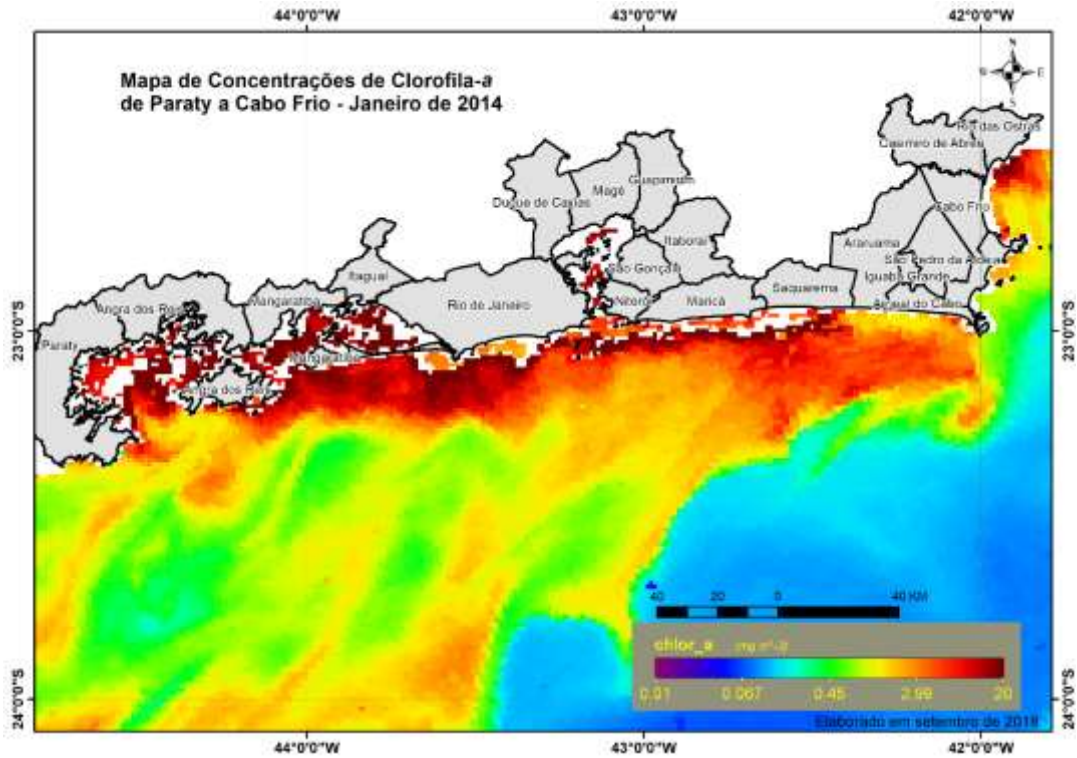 44°0'0"W 43°0'0"W 42°0'0"W
N
W E
S
Mapa de Concentrações de Clorofila-a
de Paraty a Cabo Frio - Janeiro de 2014
Rio das Ostras
Casimiro de Abreu
Guapimirim
Magé
Duque de Caxias
Cabo Frio
Itaboraí
Araruama
São Pedro da Aldeia
São Gonçalo
Itaguaí
Iguaba Grande
Saquarema
Mangaratiba
Angra dos Reis
Rio de Janeiro
Niterói
Maricá
Arraial do Cabo
23°0'0"S 23°0'0"S
Paraty
Mangaratiba
Angra dos Reis
40 20 0 40 KM
chlor_a
0.01 0.067 0.45 2.99 20
24°0'0"S 24°0'0"S
Elaborado em setembro de 2018
44°0'0"W 43°0'0"W 42°0'0"W